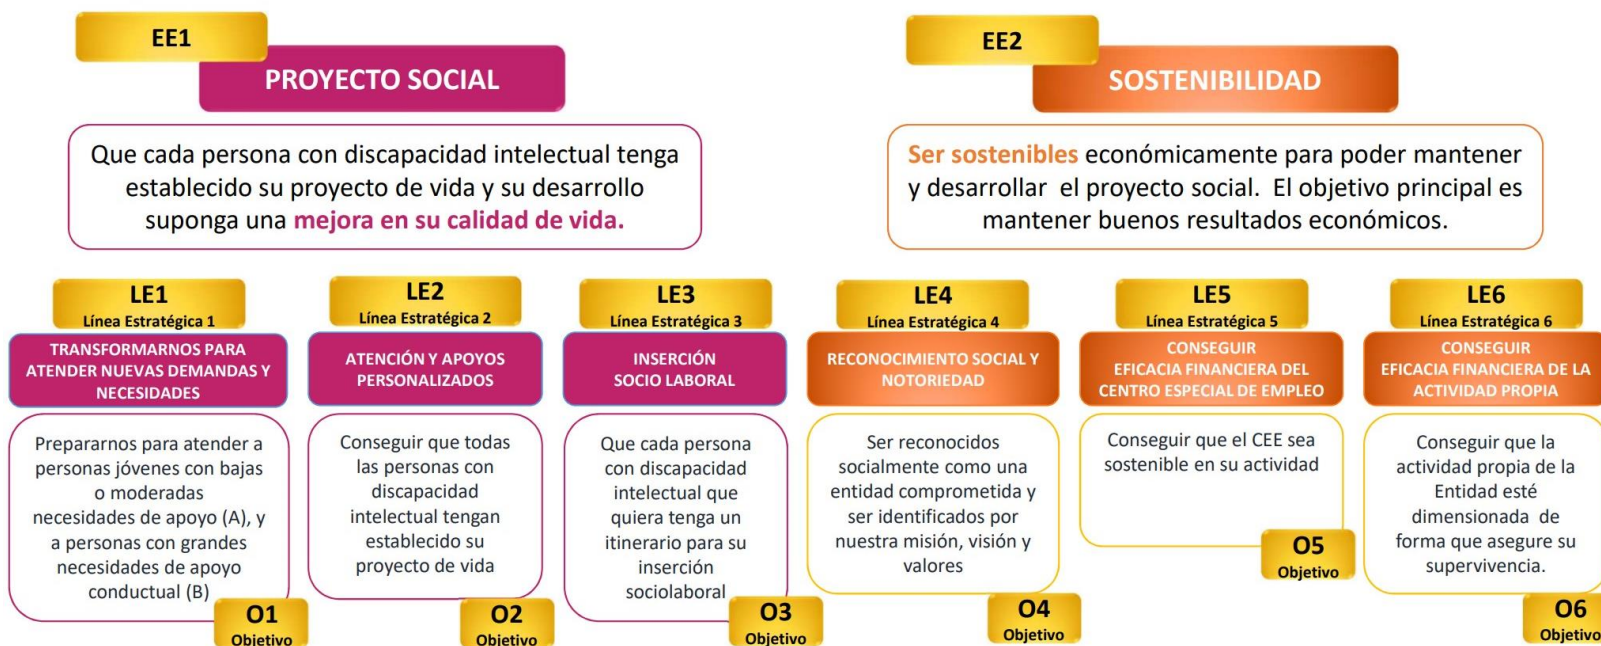 EE1
PROYECTO SOCIAL
Que cada persona con discapacidad intelectual tenga
establecido su proyecto de vida y su desarrollo
suponga una mejora en su calidad de vida.
EE2
SOSTENIBILIDAD
Ser sostenibles económicamente para poder mantener
y desarrollar el proyecto social. El objetivo principal es
mantener buenos resultados económicos.
LE1
Línea Estratégica 1
TRANSFORMARNOS PARA
ATENDER NUEVAS DEMANDAS Y
NECESIDADES
Prepararnos para atender a
personas jóvenes con bajas
o moderadas
necesidades de apoyo (A), y
a personas con grandes
necesidades de apoyo
conductual (B)
O1
Objetivo
LE2
Línea Estratégica 2
ATENCIÓN Y APOYOS
PERSONALIZADOS
Conseguir que todas
las personas con
discapacidad
intelectual tengan
establecido su
proyecto de vida
O2
Objetivo
LE3
Línea Estratégica 3
INSERCIÓN
SOCIO LABORAL
Que cada persona
con discapacidad
intelectual que
quiera tenga un
itinerario para su
inserción
sociolaboral
O3
Objetivo
LE4
Línea Estratégica 4
RECONOCIMIENTO SOCIAL Y
NOTORIEDAD
Ser reconocidos
socialmente como una
entidad comprometida y
ser identificados por
nuestra misión, visión y
valores
O4
Objetivo
LE5
Línea Estratégica 5
CONSEGUIR
EFICACIA FINANCIERA DEL
CENTRO ESPECIAL DE EMPLEO
Conseguir que el CEE sea
sostenible en su actividad
O5
Objetivo
LE6
Línea Estratégica 6
CONSEGUIR
EFICACIA FINANCIERA DE LA
ACTIVIDAD PROPIA
Conseguir que la
actividad propia de la
Entidad esté
dimensionada de
forma que asegure su
supervivencia.
O6
Objetivo